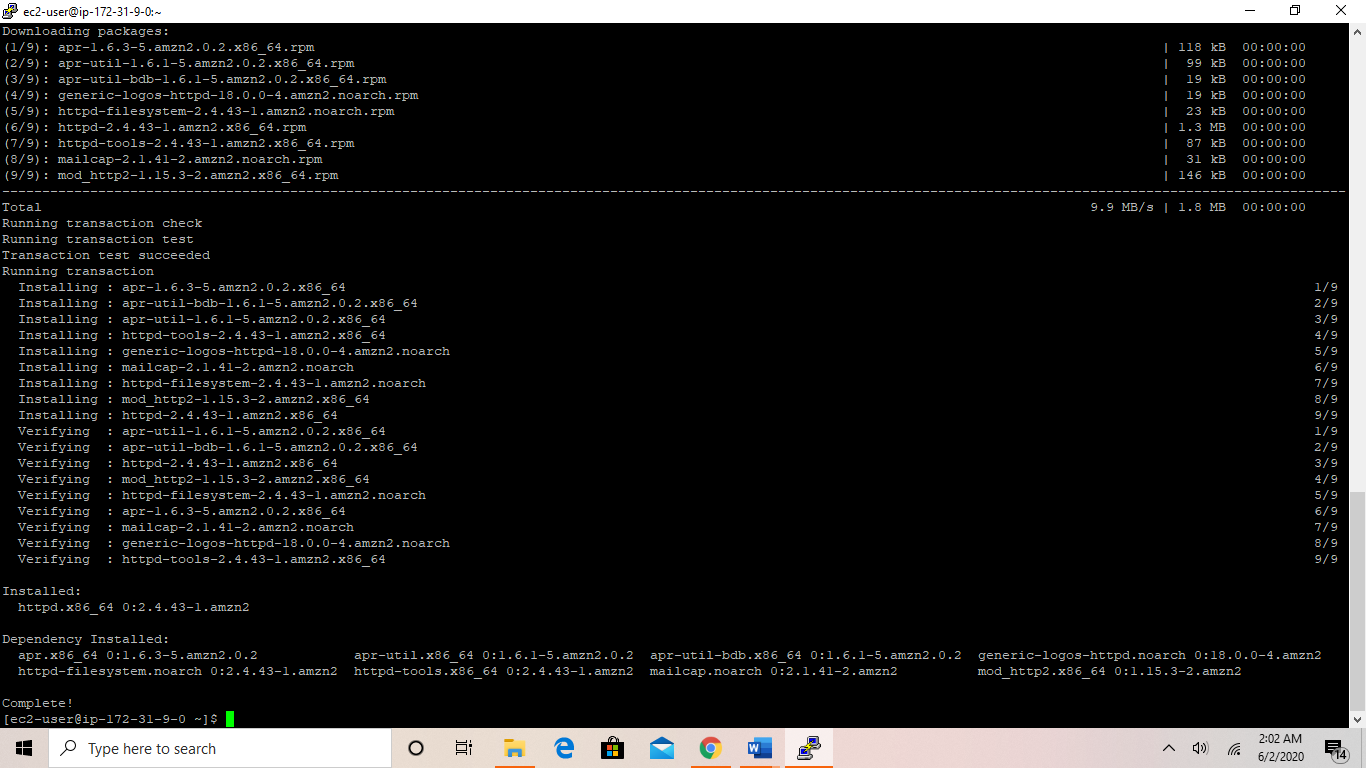 ec2-user@ip-172-31-9-0:~
Downloading packages:
(1/9): apr-1.6.3-5.amzn2.0.2.x86_64.rpm | 118 kB 00:00:00
(2/9): apr-util-1.6.1-5.amzn2.0.2.x86_64.rpm | 99 kB 00:00:00
(3/9): apr-util-bdb-1.6.1-5.amzn2.0.2.x86_64.rpm | 19 kB 00:00:00
(4/9): generic-logos-httpd-18.0.0-4.amzn2.noarch.rpm | 19 kB 00:00:00
(5/9): httpd-filesystem-2.4.43-1.amzn2.noarch.rpm | 23 kB 00:00:00
(6/9): httpd-2.4.43-1.amzn2.x86_64.rpm | 1.3 MB 00:00:00
(7/9): httpd-tools-2.4.43-1.amzn2.x86_64.rpm | 87 kB 00:00:00
(8/9): mailcap-2.1.41-2.amzn2.noarch.rpm | 31 kB 00:00:00
(9/9): mod_http2-1.15.3-2.amzn2.x86_64.rpm | 146 kB 00:00:00
Total 9.9 MB/s | 1.8 MB 00:00:00
Running transaction check
Running transaction test
Transaction test succeeded
Running transaction
Installing : apr-1.6.3-5.amzn2.0.2.x86_64 1/9
Installing : apr-util-bdb-1.6.1-5.amzn2.0.2.x86_64 2/9
Installing : apr-util-1.6.1-5.amzn2.0.2.x86_64 3/9
Installing : httpd-tools-2.4.43-1.amzn2.x86_64 4/9
Installing : generic-logos-httpd-18.0.0-4.amzn2.noarch 5/9
Installing : mailcap-2.1.41-2.amzn2.noarch 6/9
Installing : httpd-filesystem-2.4.43-1.amzn2.noarch 7/9
Installing : mod_http2-1.15.3-2.amzn2.x86_64 8/9
Installing : httpd-2.4.43-1.amzn2.x86_64 9/9
Verifying : apr-util-1.6.1-5.amzn2.0.2.x86_64 1/9
Verifying : apr-util-bdb-1.6.1-5.amzn2.0.2.x86_64 2/9
Verifying : httpd-2.4.43-1.amzn2.x86_64 3/9
Verifying : mod_http2-1.15.3-2.amzn2.x86_64 4/9
Verifying : httpd-filesystem-2.4.43-1.amzn2.noarch 5/9
Verifying : apr-1.6.3-5.amzn2.0.2.x86_64 6/9
Verifying : mailcap-2.1.41-2.amzn2.noarch 7/9
Verifying : generic-logos-httpd-18.0.0-4.amzn2.noarch 8/9
Verifying : httpd-tools-2.4.43-1.amzn2.x86_64 9/9
Installed:
httpd.x86_64 0:2.4.43-1.amzn2
Dependency Installed:
apr.x86_64 0:1.6.3-5.amzn2.0.2 apr-util.x86_64 0:1.6.1-5.amzn2.0.2 apr-util-bdb.x86_64 0:1.6.1-5.amzn2.0.2 generic-logos-httpd.noarch 0:18.0.0-4.amzn2
httpd-filesystem.noarch 0:2.4.43-1.amzn2 httpd-tools.x86_64 0:2.4.43-1.amzn2 mailcap.noarch 0:2.1.41-2.amzn2 mod_http2.x86_64 0:1.15.3-2.amzn2
Complete!
[ec2-user@ip-172-31-9-0 ~]$
Type here to search
2:02 AM
6/2/2020
14